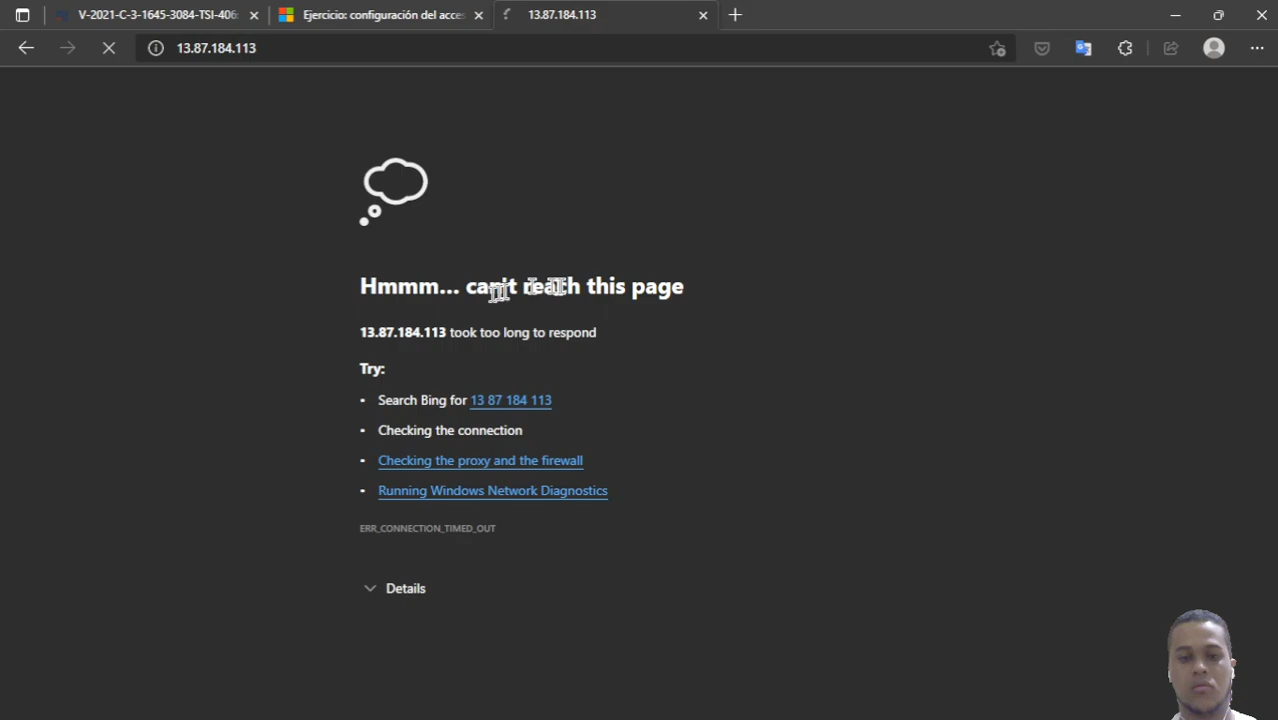 V-2021-C-3-1645-3084-TSI-406:
Ejercicio: configuración del acces
13.87.184.113
13.87.184.113
Hmmm... can't reach this page
13.87.184.113 took too long to respond
Try:
• Search Bing for 13 87 184 113
• Checking the connection
• Checking the proxy and the firewall
• Running Windows Network Diagnostics
ERR_CONNECTION_TIMED_OUT
Details